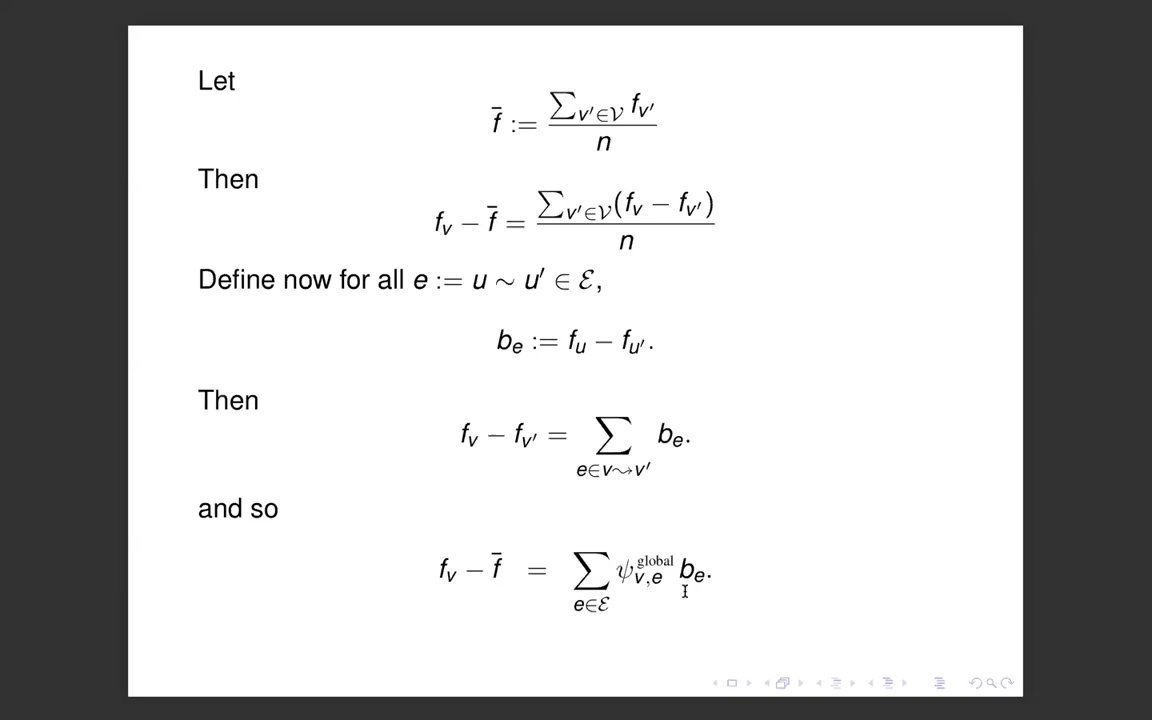 Let
f̄ := ∑_{v′∈𝒱} f_{v′} / n
Then
f_v − f̄ = ∑_{v′∈𝒱}(f_v − f_{v′}) / n
Define now for all e := u ∼ u′ ∈ ℰ,
b_e := f_u − f_{u′}.
Then
f_v − f_{v′} = ∑_{e∈v⇝v′} b_e.
and so
f_v − f̄ = ∑_{e∈ℰ} ψ_{v,e}^{global} b_e.